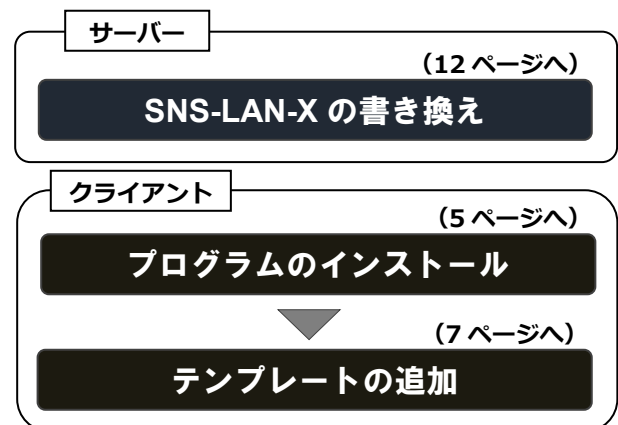 サーバー
（12 ページへ）
SNS-LAN-X の書き換え
クライアント
（5 ページへ）
プログラムのインストール
（7 ページへ）
テンプレートの追加